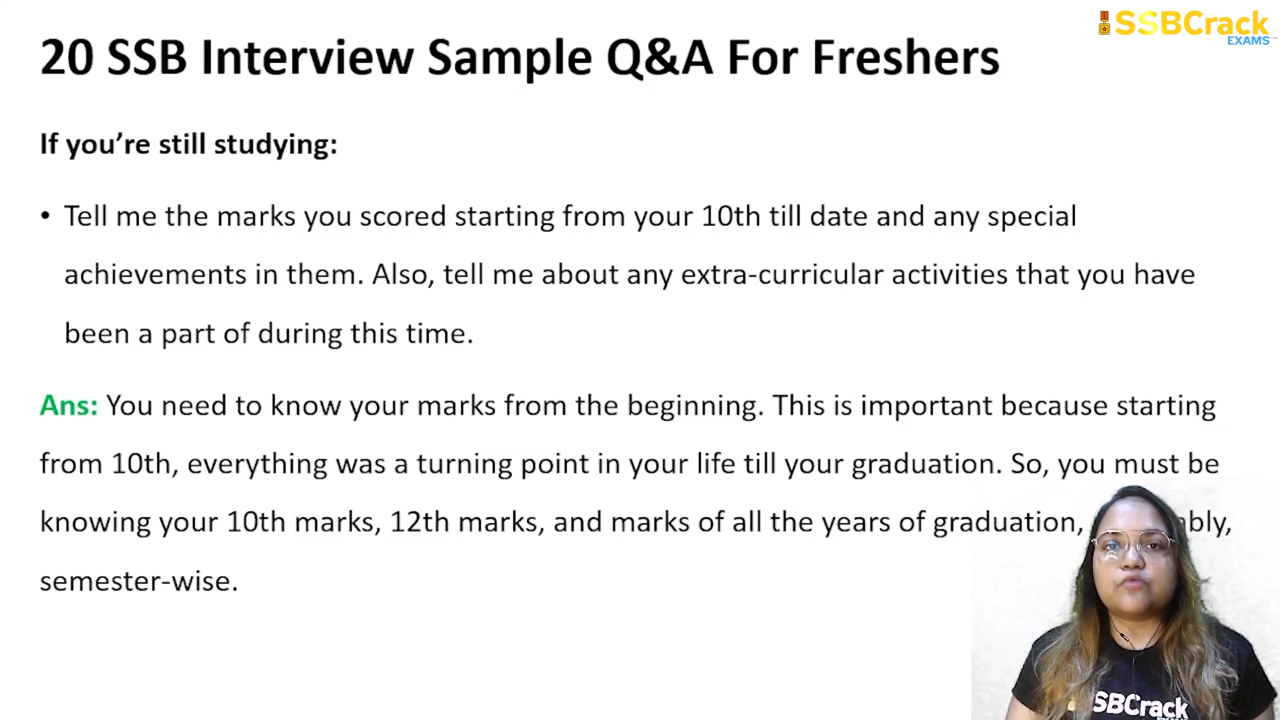 SSBCrack
EXAMS
20 SSB Interview Sample Q&A For Freshers
If you’re still studying:
• Tell me the marks you scored starting from your 10th till date and any special
achievements in them. Also, tell me about any extra-curricular activities that you have
been a part of during this time.
Ans: You need to know your marks from the beginning. This is important because starting
from 10th, everything was a turning point in your life till your graduation. So, you must be
knowing your 10th marks, 12th marks, and marks of all the years of graduation,
semester-wise.
SBCrack